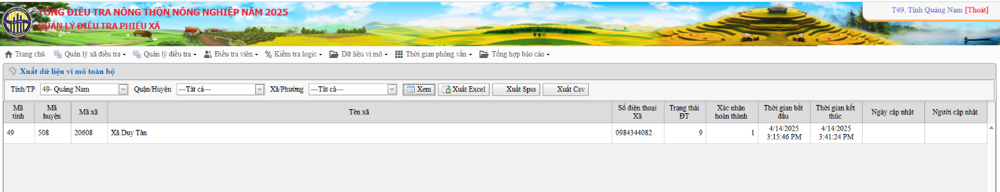 TỔNG ĐIỀU TRA NÔNG THÔN NÔNG NGHIỆP NĂM 2025
QUẢN LÝ ĐIỀU TRA PHIẾU XÃ
T49. Tỉnh Quảng Nam [Thoát]
Trang chủ Quản lý xã điều tra Quản lý điều tra Điều tra viên Kiểm tra logic Dữ liệu vi mô Thời gian phỏng vấn Tổng hợp báo cáo
Xuất dữ liệu vi mô toàn bộ
Tỉnh/TP 49- Quảng Nam Quận/Huyện ---Tất cả--- Xã/Phường ---Tất cả--- Xem Xuất Excel Xuất Spss Xuất Csv
Mã tỉnh Mã huyện Mã xã Tên xã Số điện thoại Xã Trạng thái ĐT Xác nhận hoàn thành Thời gian bắt đầu Thời gian kết thúc Ngày cập nhật Người cập nhật
49 508 20608 Xã Duy Tân 0984344082 9 1 4/14/2025 3:15:46 PM 4/14/2025 3:41:24 PM